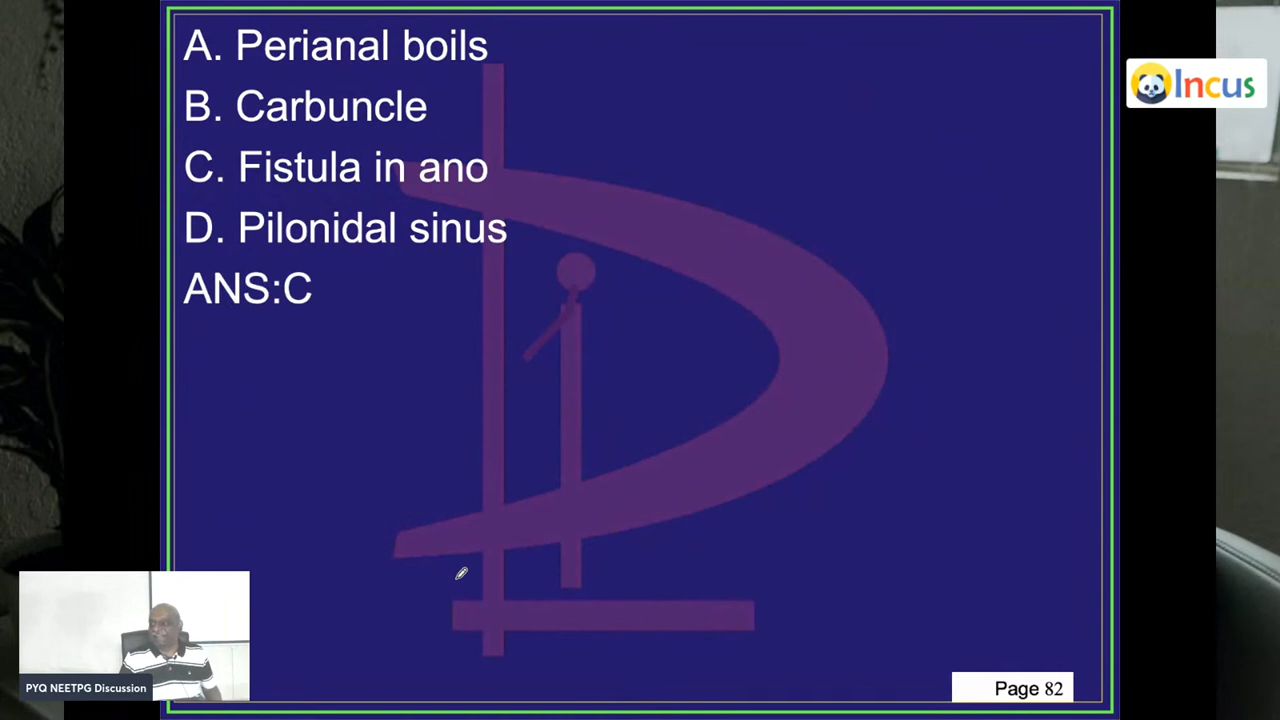 A. Perianal boils
B. Carbuncle
C. Fistula in ano
D. Pilonidal sinus
ANS:C
Incus
PYQ NEETPG Discussion
Page 82